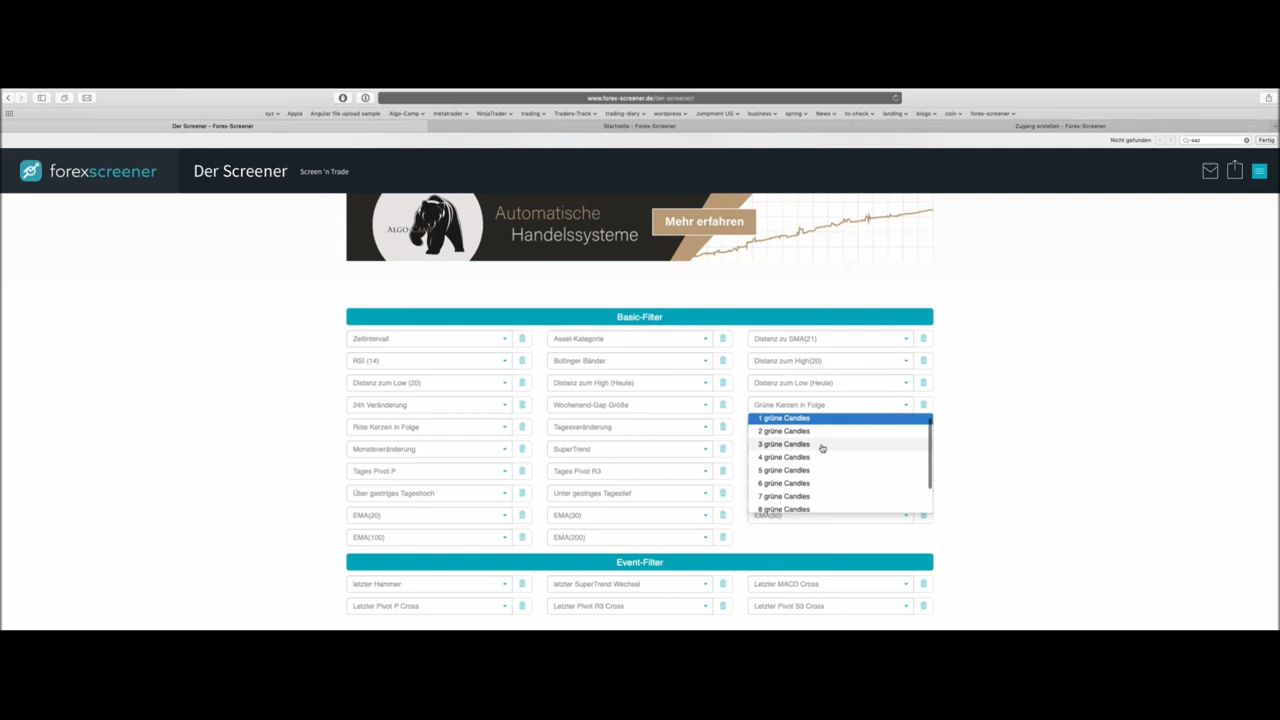 www.forex-screener.de/der-screener/
xyz Apple Angular file upload sample Algo-Camp metatrader NinjaTrader trading Traders-Track trading-diary wordpress Jumpment UG business spring News to-check landing blogs coin forex-screener
Der Screener - Forex-Screener Startseite - Forex-Screener Zugang erstellen - Forex-Screener
Nicht gefunden saz Fertig
forexscreener Der Screener Screen 'n Trade
ALGO-CAMP
Automatische
Handelssysteme
Mehr erfahren
Basic-Filter
Zeitintervall Asset-Kategorie Distanz zu SMA(21)
RSI (14) Bollinger Bänder Distanz zum High(20)
Distanz zum Low (20) Distanz zum High (Heute) Distanz zum Low (Heute)
24h Veränderung Wochenend-Gap Größe Grüne Kerzen in Folge
1 grüne Candles
Rote Kerzen in Folge Tagesveränderung 2 grüne Candles
Monatsveränderung SuperTrend 3 grüne Candles
4 grüne Candles
Tages Pivot P Tages Pivot R3 5 grüne Candles
6 grüne Candles
Über gestriges Tageshoch Unter gestriges Tagestief 7 grüne Candles
8 grüne Candles
EMA(20) EMA(30) EMA(50)
EMA(100) EMA(200)
Event-Filter
letzter Hammer letzter SuperTrend Wechsel Letzter MACD Cross
Letzter Pivot P Cross Letzter Pivot R3 Cross Letzter Pivot S3 Cross